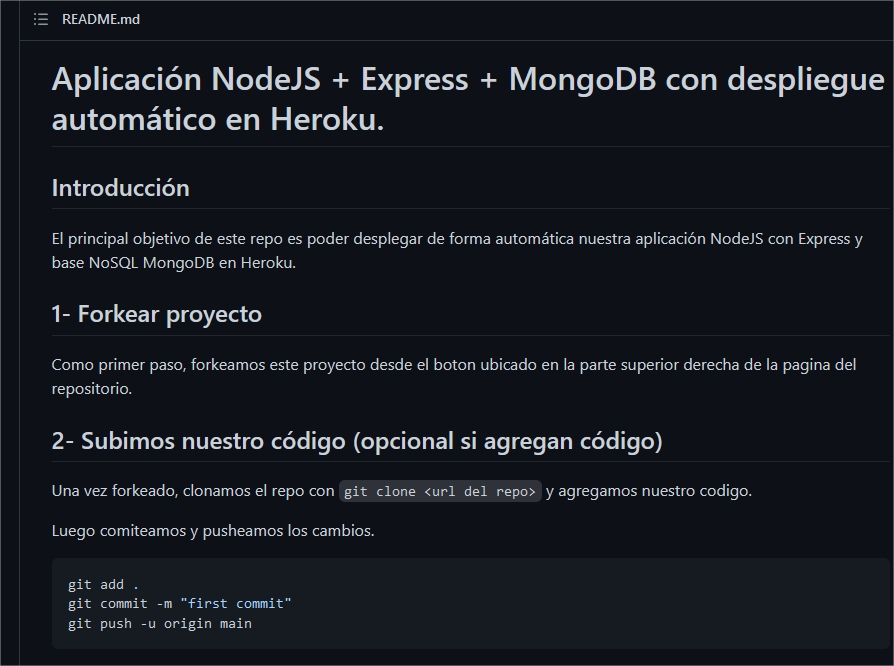 README.md
Aplicación NodeJS + Express + MongoDB con despliegue
automático en Heroku.
Introducción
El principal objetivo de este repo es poder desplegar de forma automática nuestra aplicación NodeJS con Express y
base NoSQL MongoDB en Heroku.
1- Forkear proyecto
Como primer paso, forkeamos este proyecto desde el boton ubicado en la parte superior derecha de la pagina del
repositorio.
2- Subimos nuestro código (opcional si agregan código)
Una vez forkeado, clonamos el repo con git clone <url del repo> y agregamos nuestro codigo.
Luego comiteamos y pusheamos los cambios.
git add .
git commit -m "first commit"
git push -u origin main